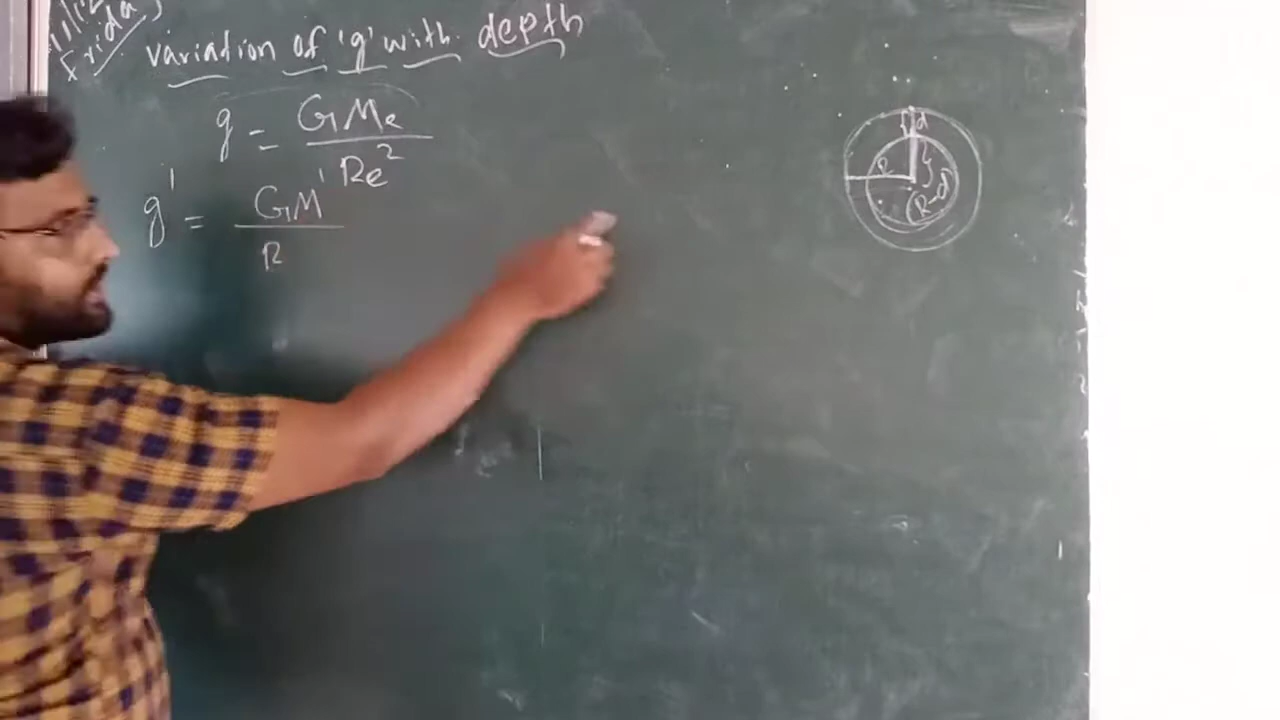 Friday
variation of 'g' with depth
g = GMe / Re²
g' = GM' / R
d
R
(R-d)